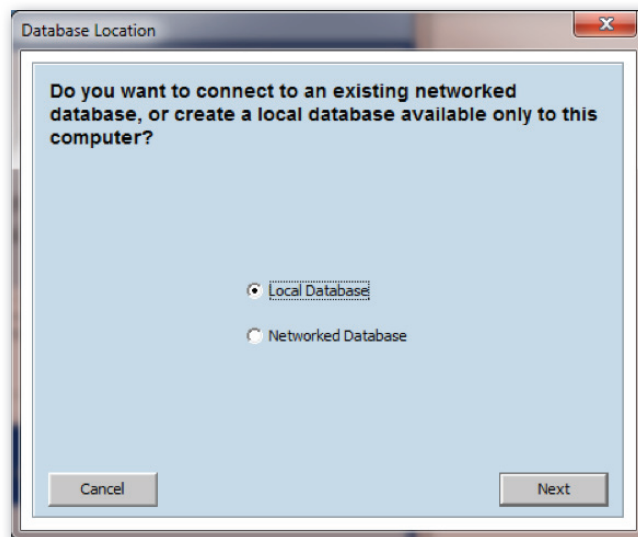 Database Location
Do you want to connect to an existing networked
database, or create a local database available only to this
computer?
Local Database
Networked Database
Cancel
Next